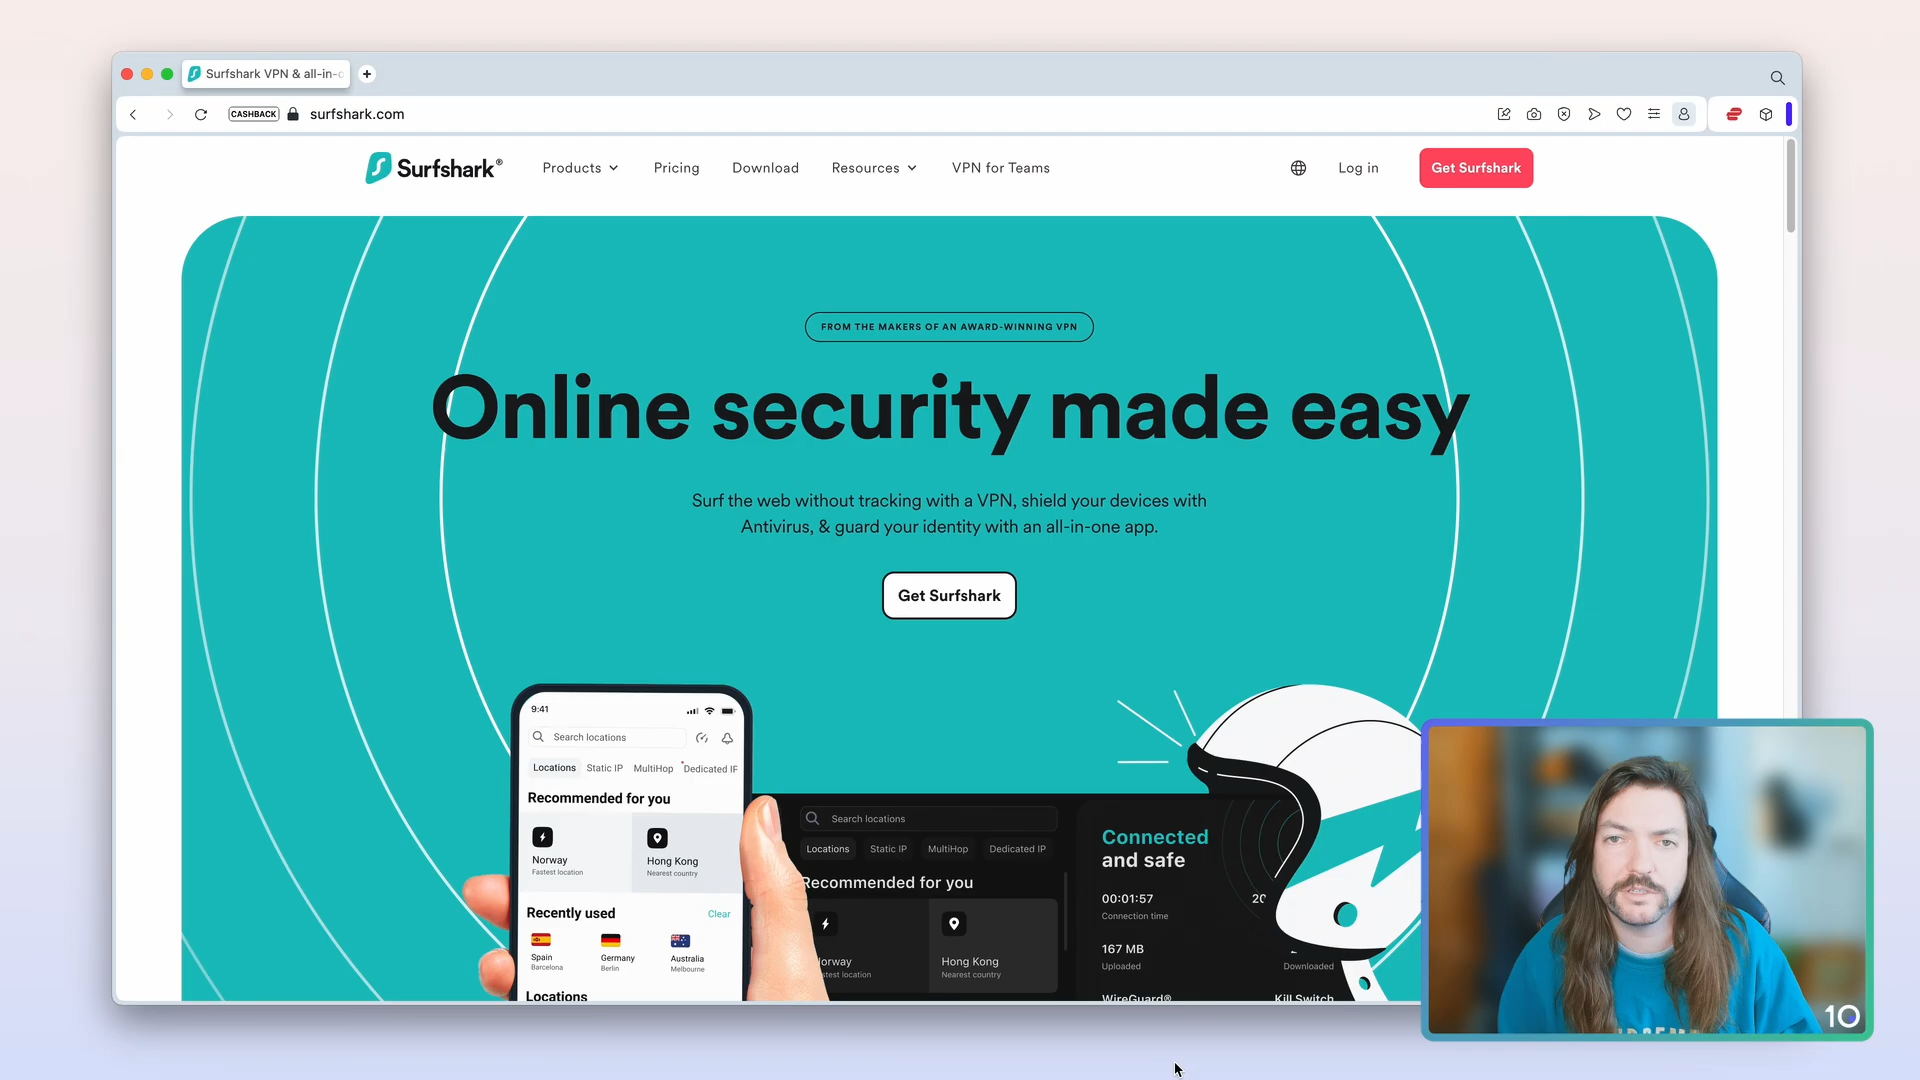 Surfshark VPN & all-in-
CASHBACK
surfshark.com
Surfshark®
Products
Pricing
Download
Resources
VPN for Teams
Log in
Get Surfshark
FROM THE MAKERS OF AN AWARD-WINNING VPN
Online security made easy
Surf the web without tracking with a VPN, shield your devices with
Antivirus, & guard your identity with an all-in-one app.
Get Surfshark
9:41
Search locations
Locations Static IP MultiHop Dedicated IP
Recommended for you
Norway
Fastest location
Hong Kong
Nearest country
Recently used
Clear
Spain
Barcelona
Germany
Berlin
Australia
Melbourne
Locations
Search locations
Locations Static IP MultiHop Dedicated IP
Recommended for you
Hong Kong
Nearest country
Connected
and safe
00:01:57
Connection time
167 MB
Uploaded
Downloaded
WireGuard®
Kill Switch
10